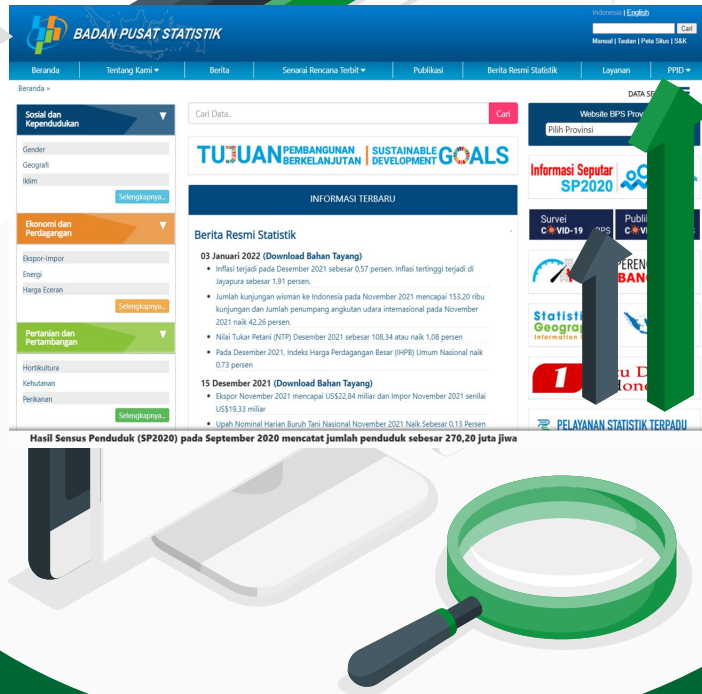 Indonesia | English
BADAN PUSAT STATISTIK
Cari
Manual | Tautan | Peta Situs | S&K
Beranda
Tentang Kami
Berita
Senarai Rencana Terbit
Publikasi
Berita Resmi Statistik
Layanan
PPID
Beranda »
DATA
Sosial dan
Kependudukan
Gender
Geografi
Iklim
Selengkapnya...
Ekonomi dan
Perdagangan
Ekspor-Impor
Energi
Harga Eceran
Selengkapnya...
Pertanian dan
Pertambangan
Hortikultura
Kehutanan
Perikanan
Selengkapnya...
Cari Data..
Cari
TUJUAN PEMBANGUNAN BERKELANJUTAN | SUSTAINABLE DEVELOPMENT GOALS
INFORMASI TERBARU
Berita Resmi Statistik
03 Januari 2022 (Download Bahan Tayang)
Inflasi terjadi pada Desember 2021 sebesar 0,57 persen. Inflasi tertinggi terjadi di
Jayapura sebesar 1,91 persen.
Jumlah kunjungan wisman ke Indonesia pada November 2021 mencapai 153,20 ribu
kunjungan dan Jumlah penumpang angkutan udara internasional pada November
2021 naik 42,26 persen.
Nilai Tukar Petani (NTP) Desember 2021 sebesar 108,34 atau naik 1,08 persen
Pada Desember 2021, Indeks Harga Perdagangan Besar (IHPB) Umum Nasional naik
0,73 persen
15 Desember 2021 (Download Bahan Tayang)
Ekspor November 2021 mencapai US$22,84 miliar dan Impor November 2021 senilai
US$19,33 miliar
Upah Nominal Harian Buruh Tani Nasional November 2021 Naik Sebesar 0,13 Persen
Website BPS
Pilih Provinsi
Informasi Seputar
SP2020
Survei
COVID-19
BPS
Statisti
Geogra
Information
1
PELAYANAN STATISTIK TERPADU
Hasil Sensus Penduduk (SP2020) pada September 2020 mencatat jumlah penduduk sebesar 270,20 juta jiwa